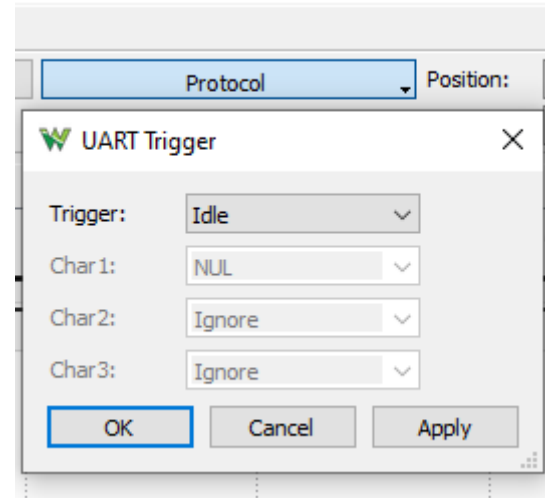 Protocol Position:
UART Trigger
Trigger: Idle
Char1: NUL
Char2: Ignore
Char3: Ignore
OK Cancel Apply